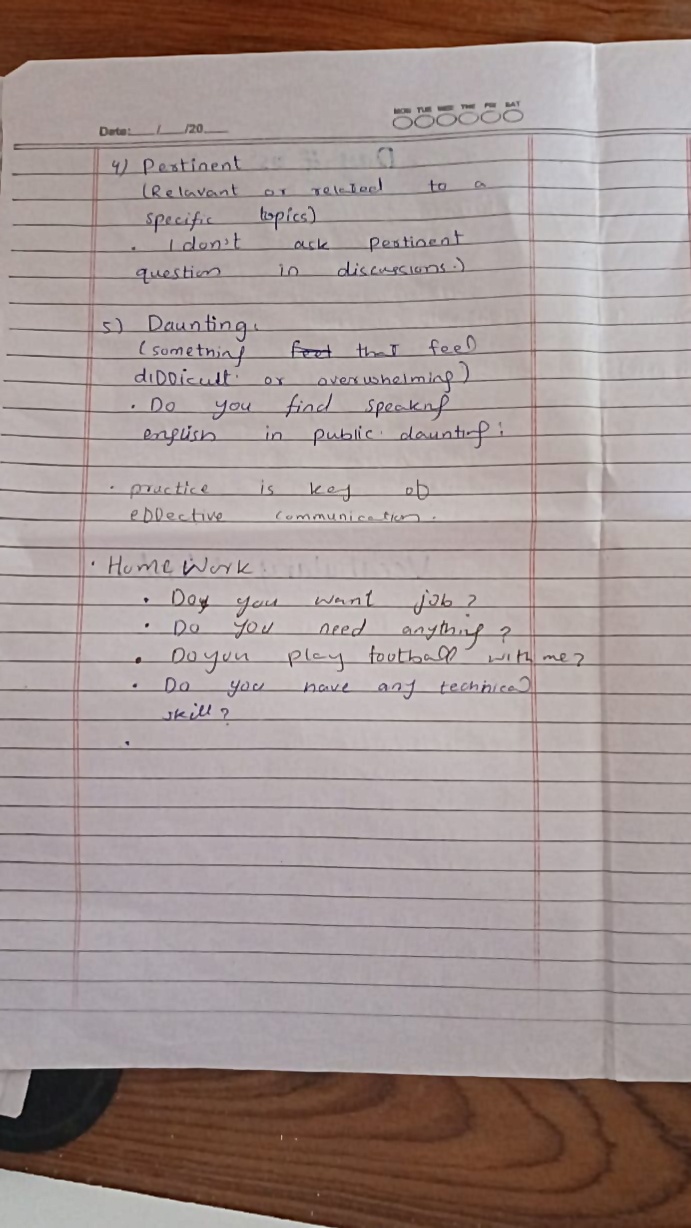 MON TUE WED THE FRI SAT
Date: / /20
4) Pertinent
(Relavant or related to a
specific topics)
. I don't ask pertinent
question in discussions.)
5) Daunting.
(something feel that feel
difficult. or overwhelming)
. Do you find speaking
english in public. daunting:
. practice is key of
effective communication.
. Home Work
• Do you want job ?
• Do you need anything ?
• Do you play football with me?
• Do you have any technical
skill?
.